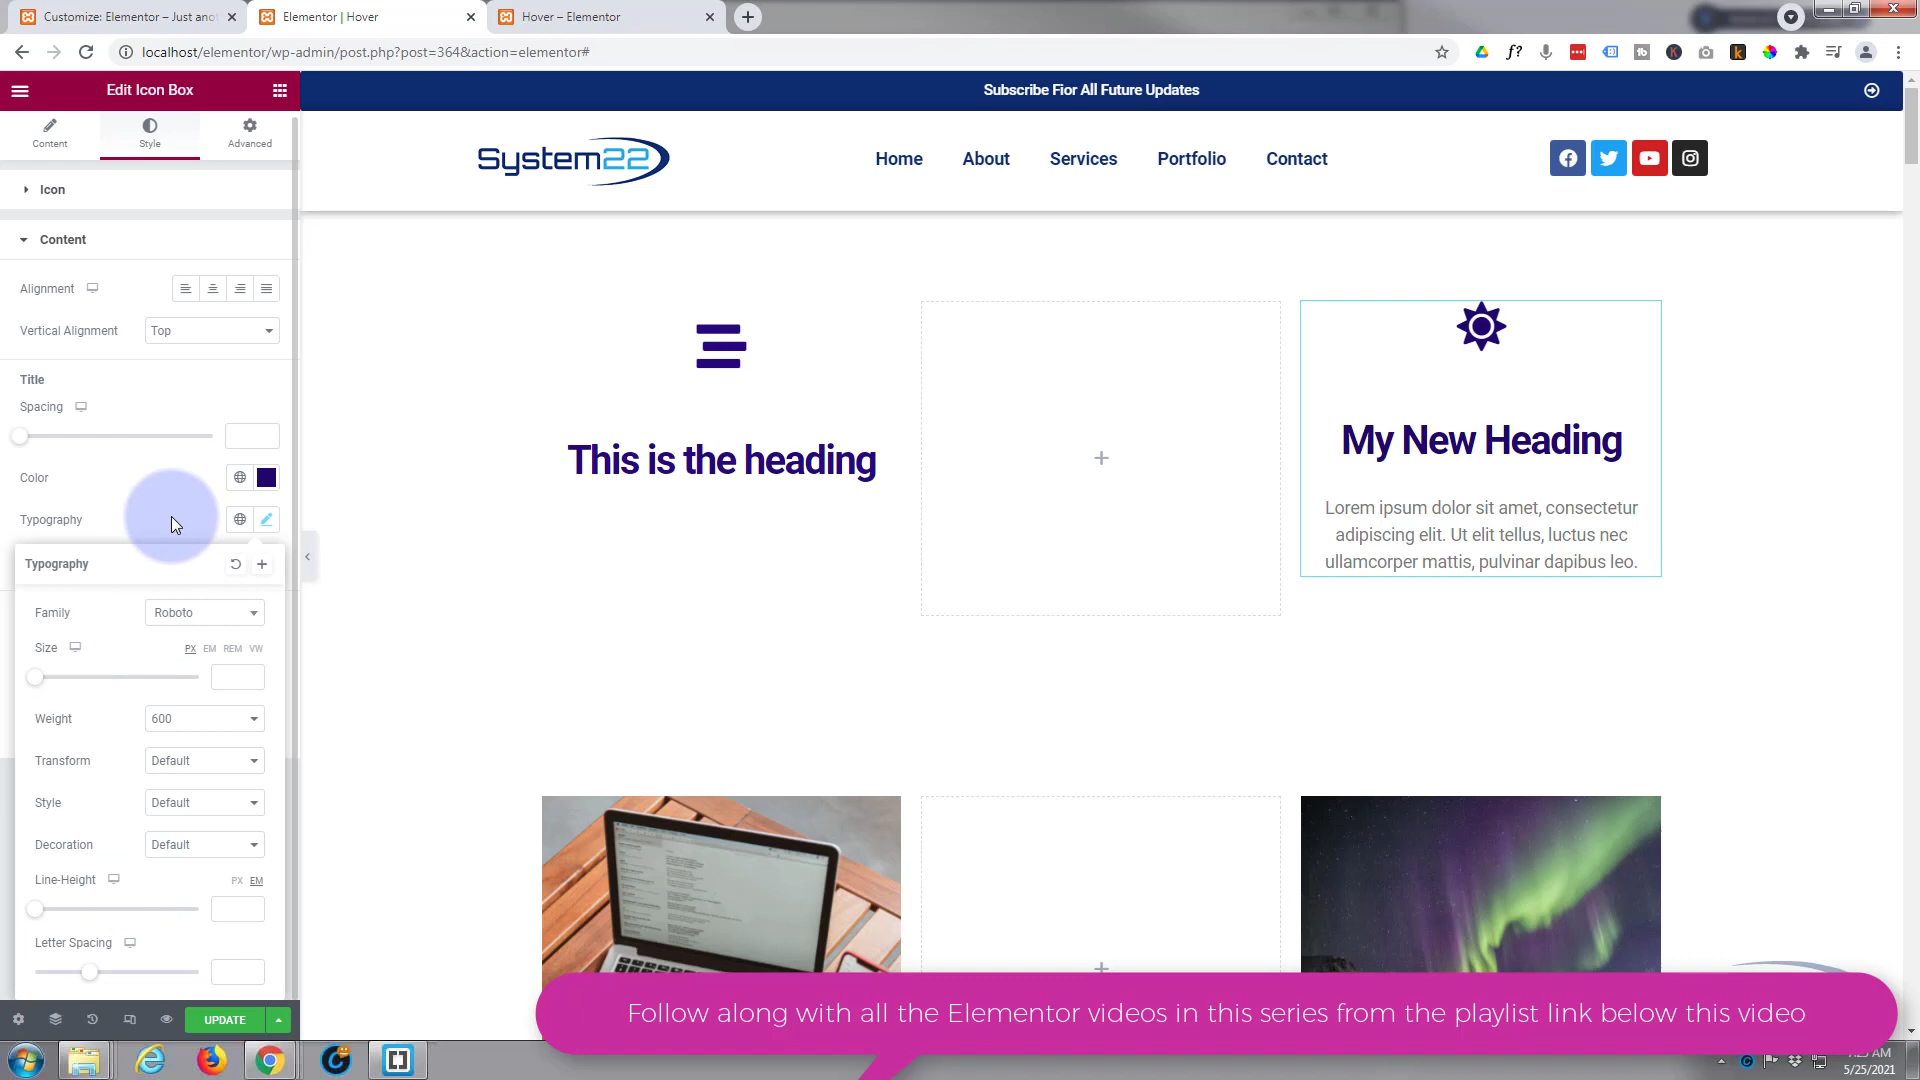 Customize: Elementor – Just ano
Elementor | Hover
Hover – Elementor
localhost/elementor/wp-admin/post.php?post=364&action=elementor#
Edit Icon Box
Subscribe Fior All Future Updates
Content
Style
Advanced
System22
Home
About
Services
Portfolio
Contact
Icon
Content
Alignment
Vertical Alignment
Top
Title
Spacing
Color
Typography
Typography
Family
Roboto
Size
PX EM REM VW
Weight
600
Transform
Default
Style
Default
Decoration
Default
Line-Height
PX EM
Letter Spacing
UPDATE
This is the heading
My New Heading
Lorem ipsum dolor sit amet, consectetur
adipiscing elit. Ut elit tellus, luctus nec
ullamcorper mattis, pulvinar dapibus leo.
Follow along with all the Elementor videos in this series from the playlist link below this video
AM
5/25/2021